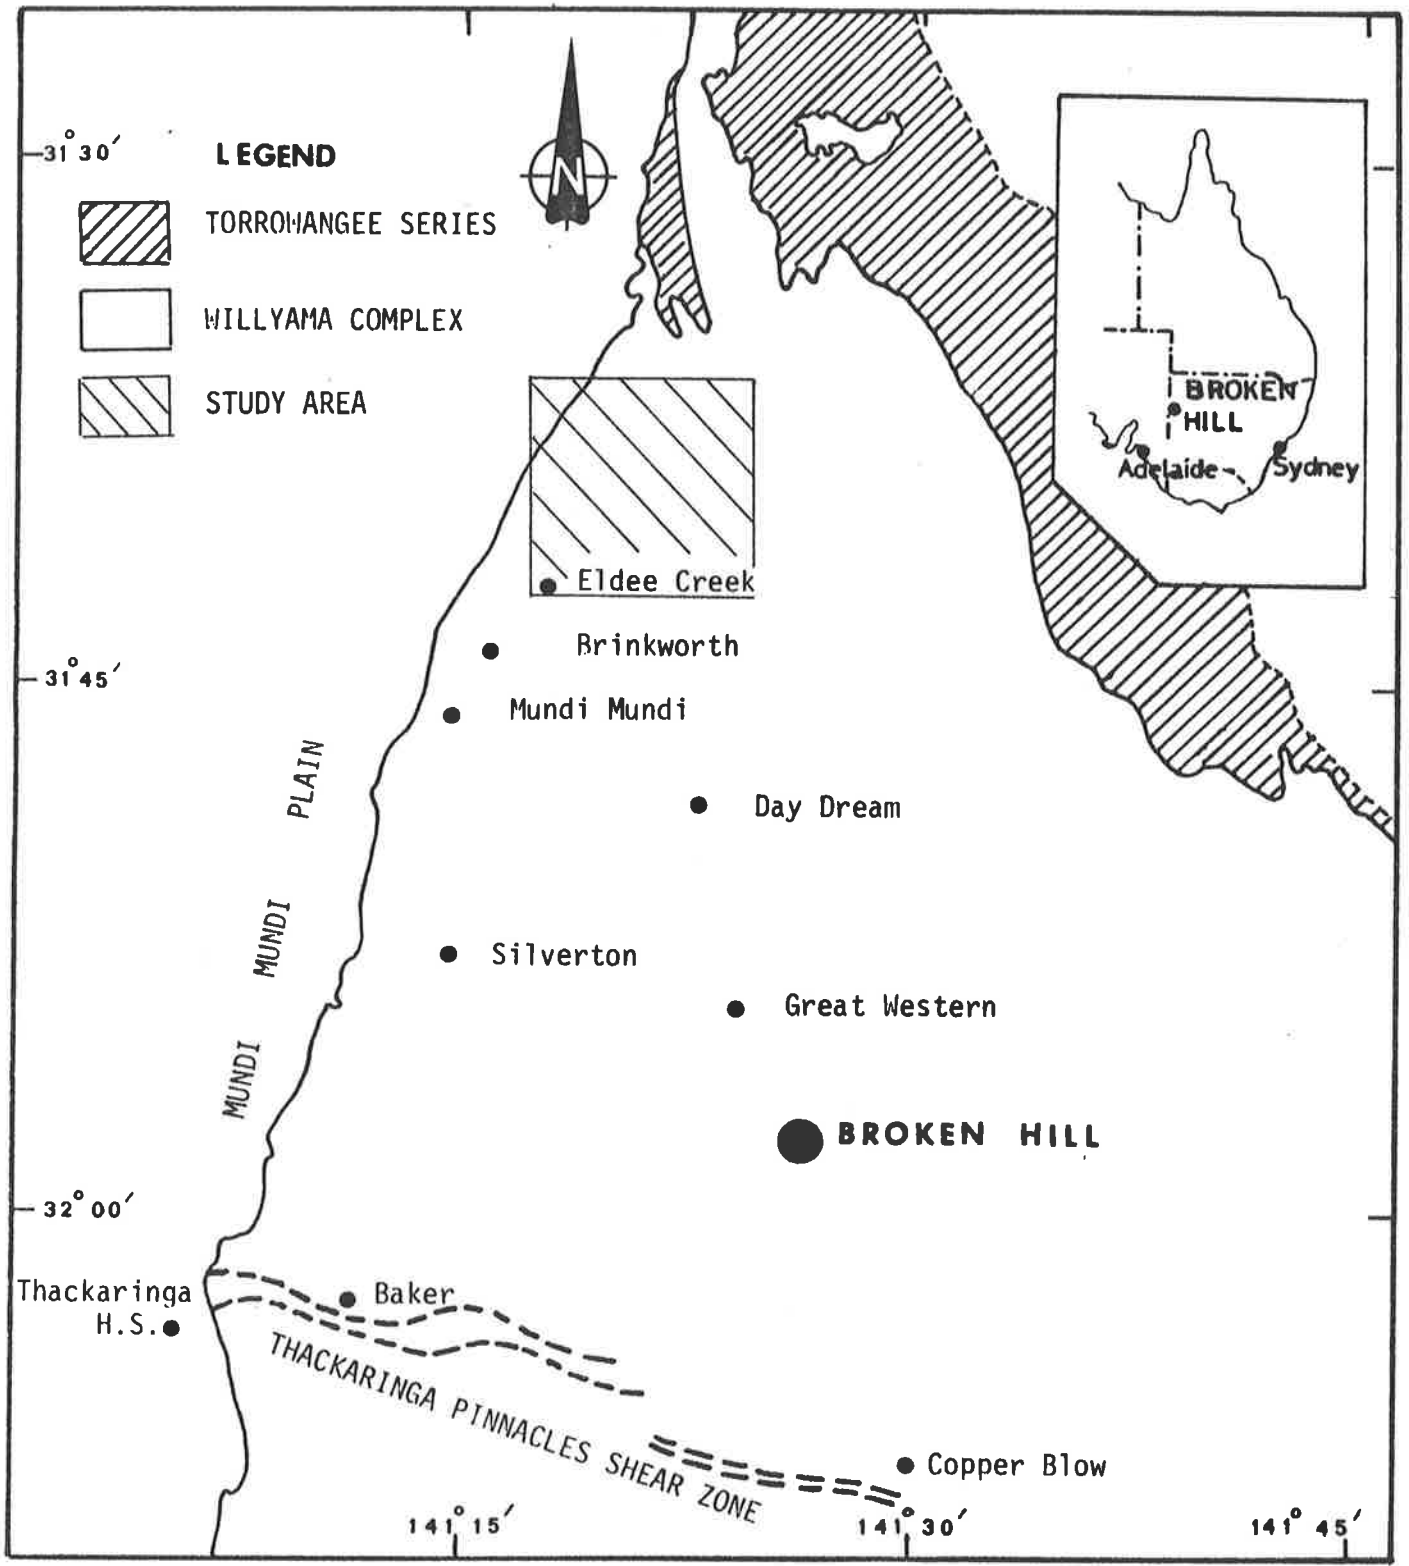 31°30′
LEGEND
TORROWANGEE SERIES
WILLYAMA COMPLEX
STUDY AREA
N
BROKEN
HILL
Adelaide
Sydney
Eldee Creek
Brinkworth
31°45′
Mundi Mundi
MUNDI MUNDI PLAIN
Day Dream
Silverton
Great Western
BROKEN HILL
32°00′
Thackaringa
H.S.
Baker
THACKARINGA PINNACLES SHEAR ZONE
Copper Blow
141°15′
141°30′
141°45′